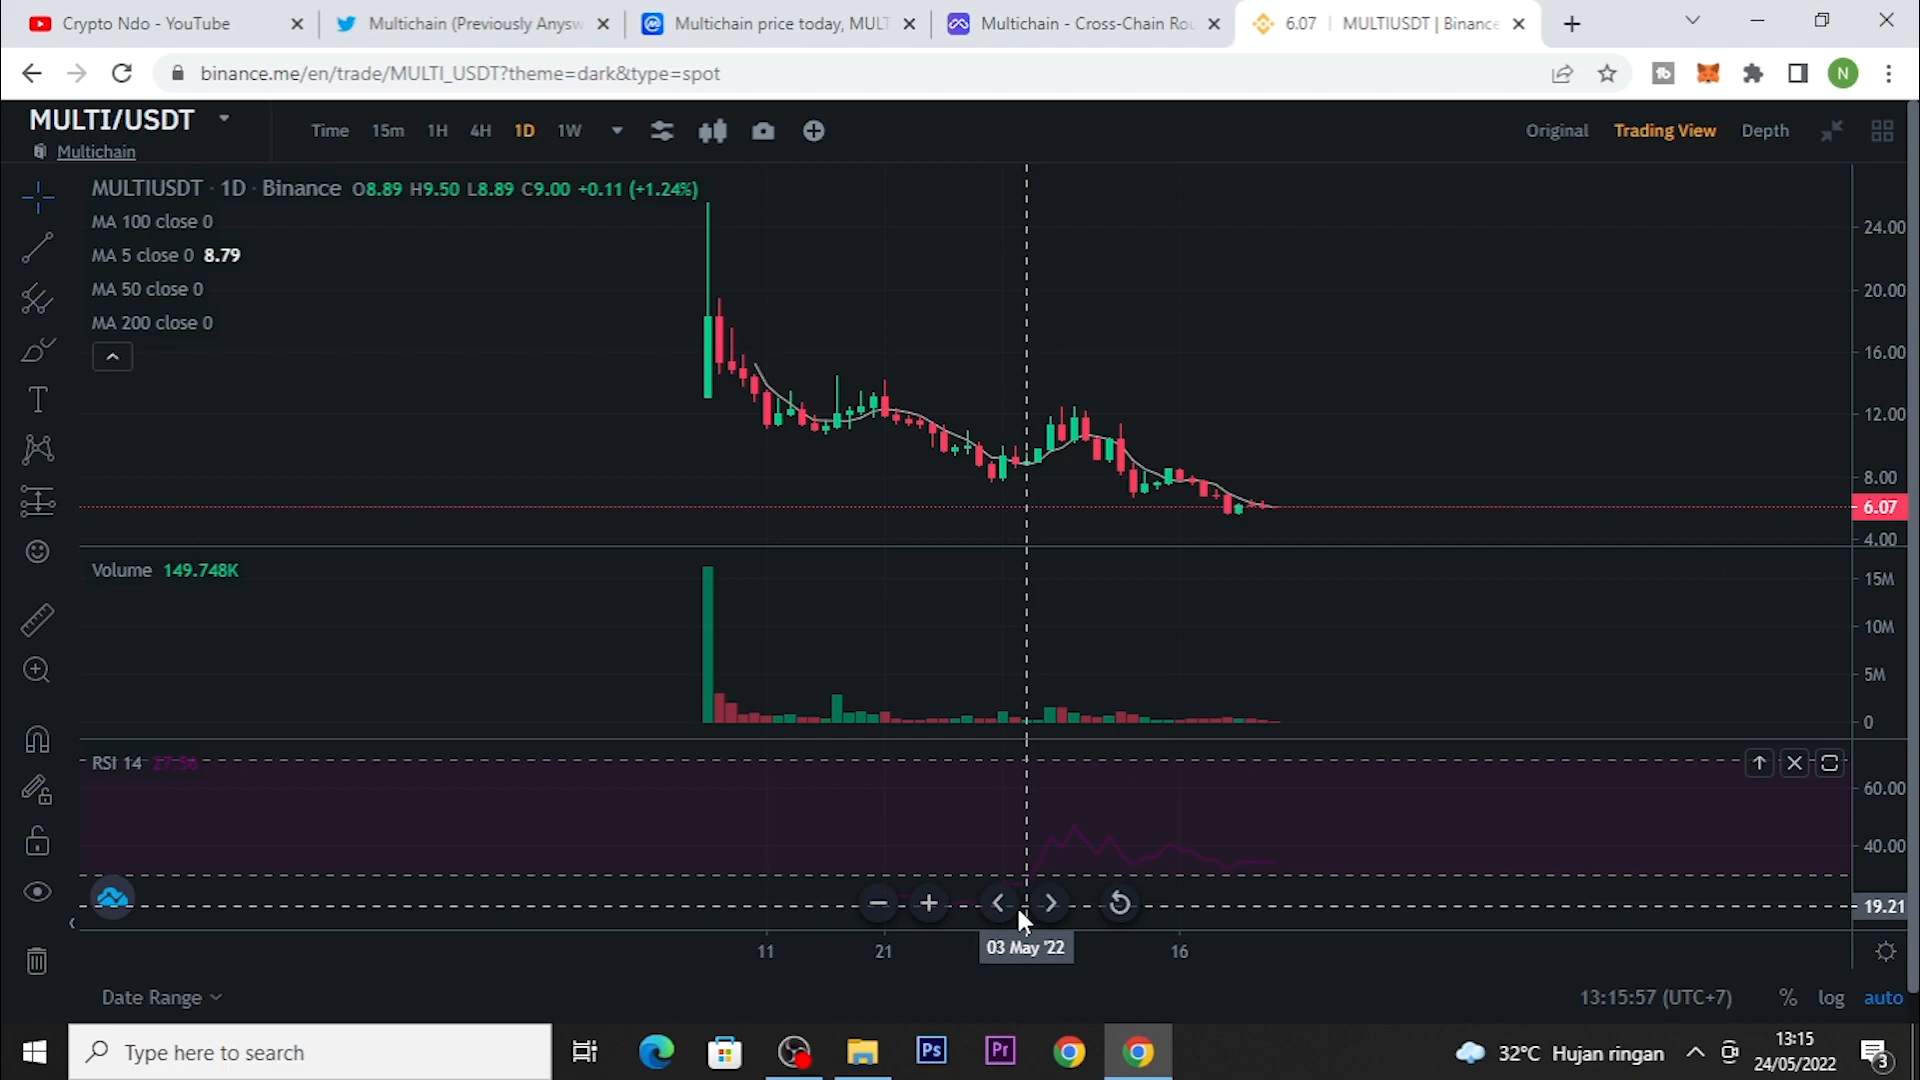 Crypto Ndo - YouTube
Multichain (Previously Anysw
Multichain price today, MULT
Multichain - Cross-Chain Rou
6.07 | MULTIUSDT | Binance
binance.me/en/trade/MULTI_USDT?theme=dark&type=spot
N
MULTI/USDT
Multichain
Time 15m 1H 4H 1D 1W
Original Trading View Depth
MULTIUSDT · 1D · Binance O8.89 H9.50 L8.89 C9.00 +0.11 (+1.24%)
MA 100 close 0
MA 5 close 0 8.79
MA 50 close 0
MA 200 close 0
24.00
20.00
16.00
12.00
8.00
6.07
4.00
Volume 149.748K
15M
10M
5M
0
RSI 14 27.56
60.00
40.00
19.21
11 21 03 May '22 16
Date Range
13:15:57 (UTC+7) % log auto
Type here to search
Ps
Pr
32°C Hujan ringan
13:15
24/05/2022
3